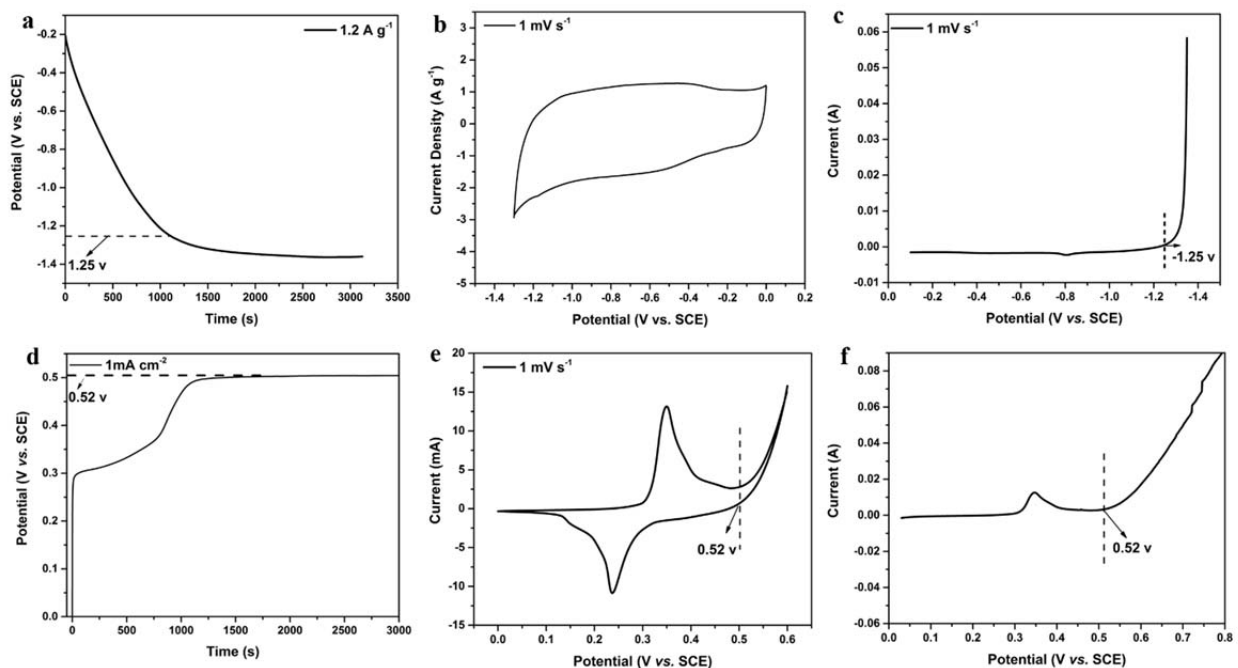 a
1.2 A g-1
-0.2
-0.4
-0.6
-0.8
-1.0
-1.2
-1.4
1.25 v
0 500 1000 1500 2000 2500 3000 3500
Time (s)
Potential (V vs. SCE)
b
1 mV s-1
4
3
2
1
0
-1
-2
-3
-4
-5
-1.4 -1.2 -1.0 -0.8 -0.6 -0.4 -0.2 0.0 0.2
Potential (V vs. SCE)
Current Density (A g-1)
c
1 mV s-1
0.06
0.05
0.04
0.03
0.02
0.01
0.00
-0.01
-1.25 v
0.0 -0.2 -0.4 -0.6 -0.8 -1.0 -1.2 -1.4
Potential (V vs. SCE)
Current (A)
d
1mA cm-2
0.5
0.4
0.3
0.2
0.1
0.0
0.52 v
0 500 1000 1500 2000 2500 3000
Time (s)
Potential (V vs. SCE)
e
1 mV s-1
20
15
10
5
0
5
-10
-15
0.52 v
0.0 0.1 0.2 0.3 0.4 0.5 0.6
Potential (V vs. SCE)
Current (mA)
f
0.08
0.06
0.04
0.02
0.00
-0.02
-0.04
-0.06
0.52 v
0.0 0.1 0.2 0.3 0.4 0.5 0.6 0.7 0.8
Potential (V vs. SCE)
Current (A)